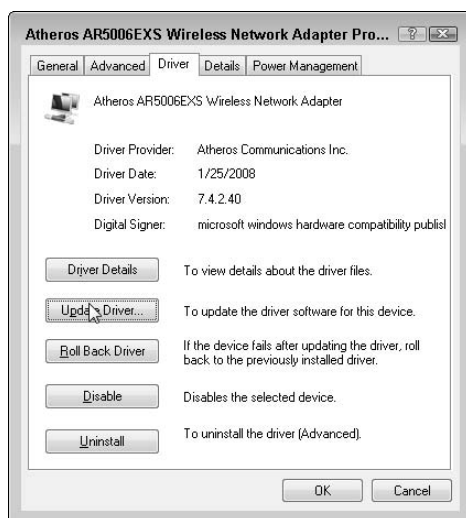 Atheros AR5006EXS Wireless Network Adapter Pro...
General Advanced Driver Details Power Management
Atheros AR5006EXS Wireless Network Adapter
Driver Provider: Atheros Communications Inc.
Driver Date: 1/25/2008
Driver Version: 7.4.2.40
Digital Signer: microsoft windows hardware compatibility publisl
Driver Details To view details about the driver files.
Update Driver... To update the driver software for this device.
Roll Back Driver If the device fails after updating the driver, roll
back to the previously installed driver.
Disable Disables the selected device.
Uninstall To uninstall the driver (Advanced).
OK Cancel